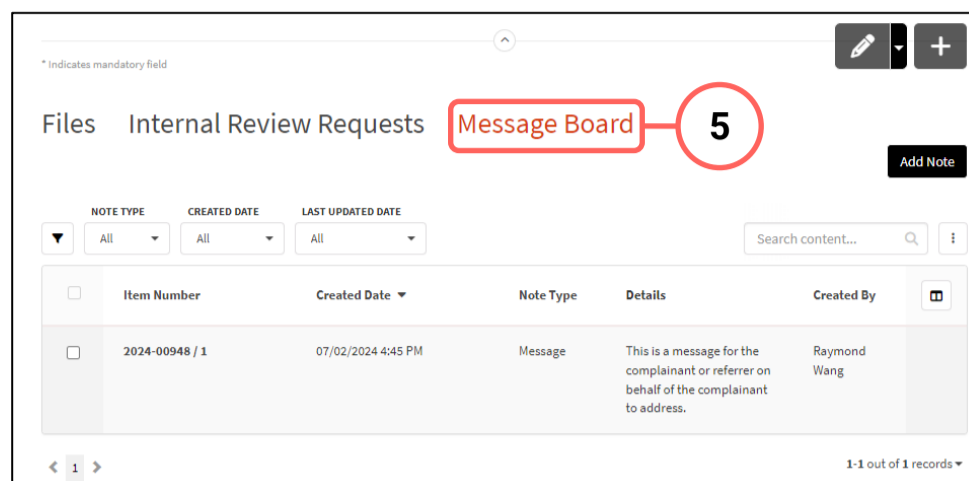 * Indicates mandatory field
Files Internal Review Requests Message Board 5
Add Note
NOTE TYPE CREATED DATE LAST UPDATED DATE
All All All Search content...
Item Number Created Date Note Type Details Created By
2024-00948 / 1 07/02/2024 4:45 PM Message This is a message for the Raymond
complainant or referrer on Wang
behalf of the complainant
to address.
1 1-1 out of 1 records